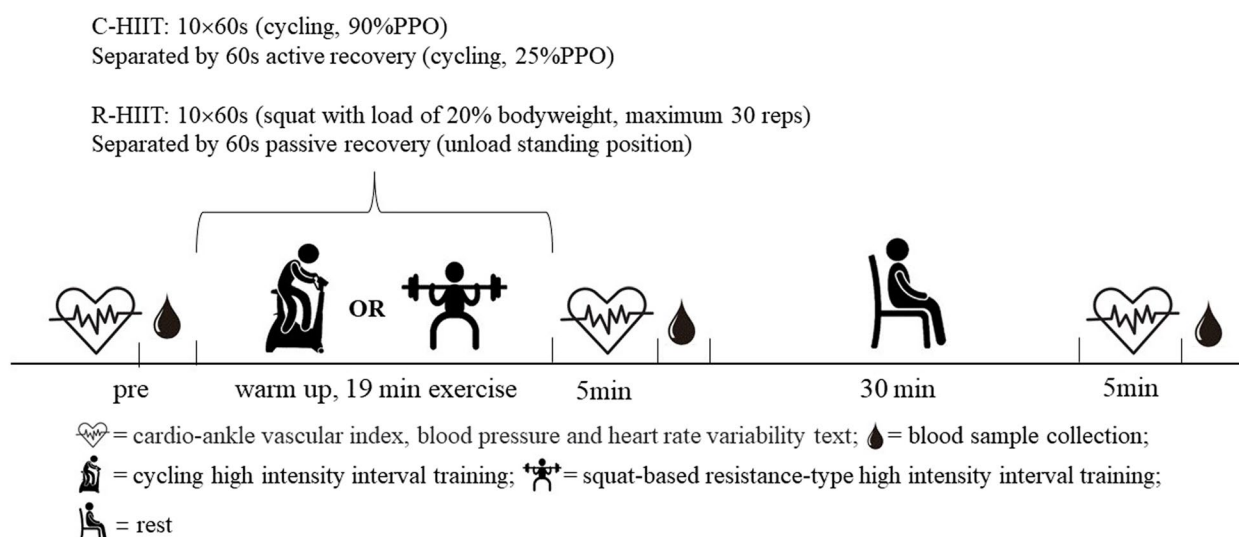 C-HIIT: 10×60s (cycling, 90%PPO)
Separated by 60s active recovery (cycling, 25%PPO)
R-HIIT: 10×60s (squat with load of 20% bodyweight, maximum 30 reps)
Separated by 60s passive recovery (unload standing position)
OR
pre warm up, 19 min exercise 5min 30 min 5min
= cardio-ankle vascular index, blood pressure and heart rate variability text; = blood sample collection;
= cycling high intensity interval training; = squat-based resistance-type high intensity interval training;
= rest